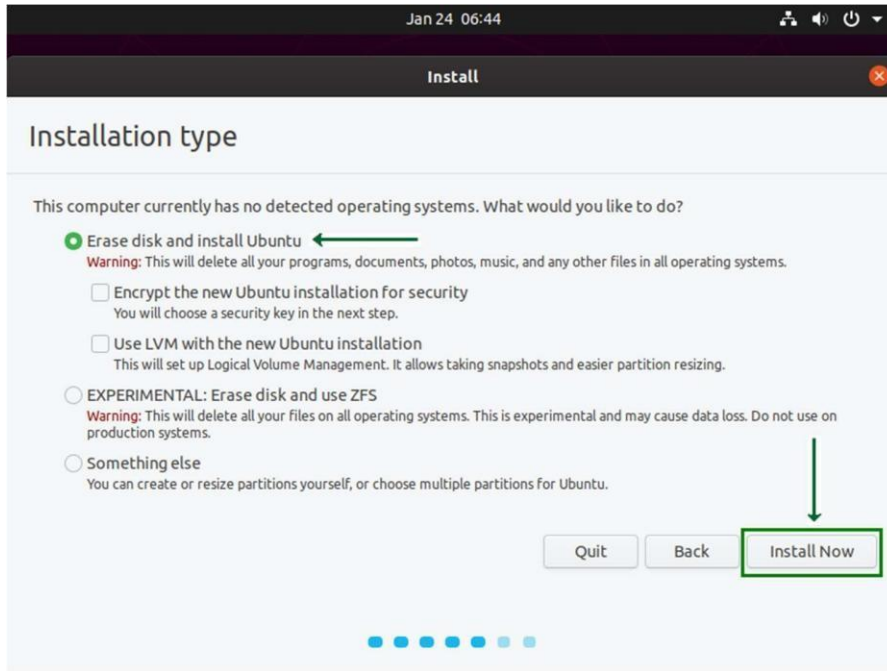 Jan 24 06:44
Install
Installation type
This computer currently has no detected operating systems. What would you like to do?
Erase disk and install Ubuntu
Warning: This will delete all your programs, documents, photos, music, and any other files in all operating systems.
Encrypt the new Ubuntu installation for security
You will choose a security key in the next step.
Use LVM with the new Ubuntu installation
This will set up Logical Volume Management. It allows taking snapshots and easier partition resizing.
EXPERIMENTAL: Erase disk and use ZFS
Warning: This will delete all your files on all operating systems. This is experimental and may cause data loss. Do not use on
production systems.
Something else
You can create or resize partitions yourself, or choose multiple partitions for Ubuntu.
Quit Back Install Now